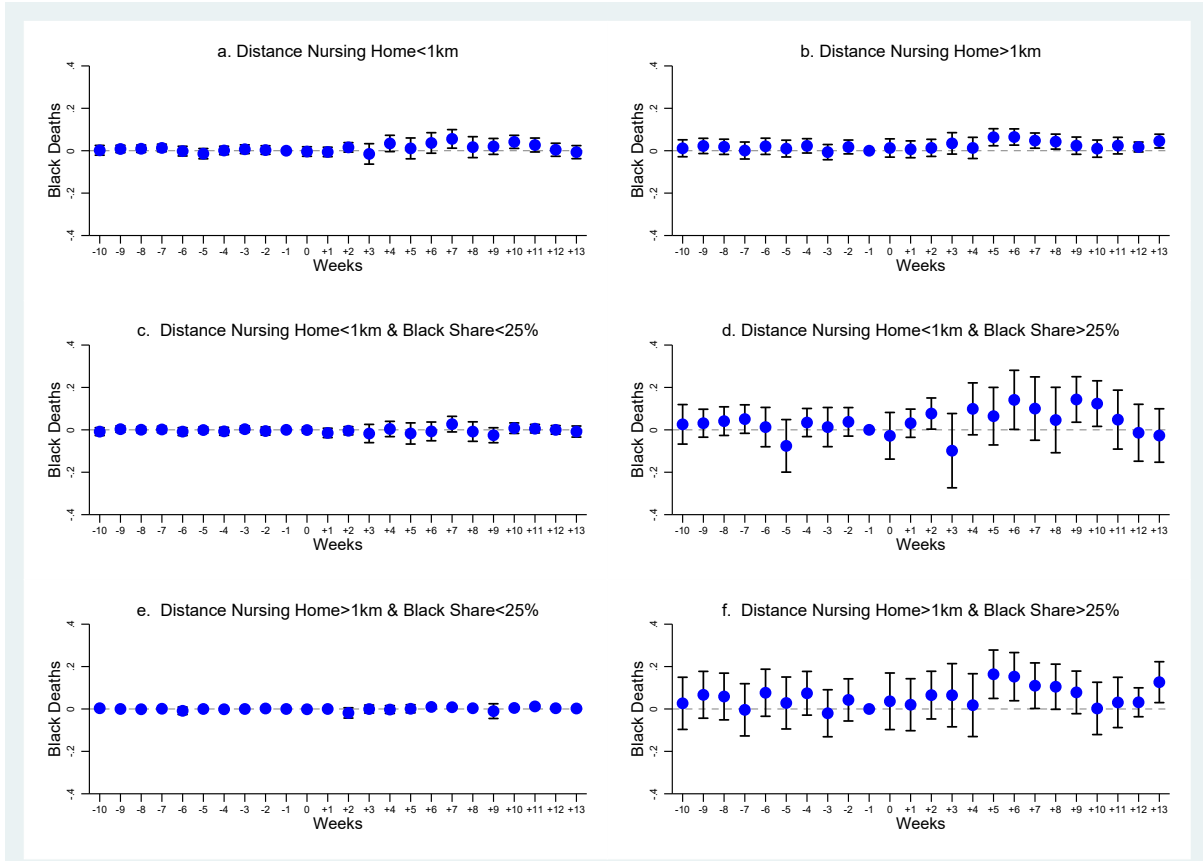 a. Distance Nursing Home<1km
Black Deaths
.4
.2
0
-.2
-.4
-10 -9 -8 -7 -6 -5 -4 -3 -2 -1 0 +1 +2 +3 +4 +5 +6 +7 +8 +9 +10 +11 +12 +13
Weeks
b. Distance Nursing Home>1km
Black Deaths
.4
.2
0
-.2
-.4
-10 -9 -8 -7 -6 -5 -4 -3 -2 -1 0 +1 +2 +3 +4 +5 +6 +7 +8 +9 +10 +11 +12 +13
Weeks
c. Distance Nursing Home<1km & Black Share<25%
Black Deaths
.4
.2
0
-.2
-.4
-10 -9 -8 -7 -6 -5 -4 -3 -2 -1 0 +1 +2 +3 +4 +5 +6 +7 +8 +9 +10 +11 +12 +13
Weeks
d. Distance Nursing Home<1km & Black Share>25%
Black Deaths
.4
.2
0
-.2
-.4
-10 -9 -8 -7 -6 -5 -4 -3 -2 -1 0 +1 +2 +3 +4 +5 +6 +7 +8 +9 +10 +11 +12 +13
Weeks
e. Distance Nursing Home>1km & Black Share<25%
Black Deaths
.4
.2
0
-.2
-.4
-10 -9 -8 -7 -6 -5 -4 -3 -2 -1 0 +1 +2 +3 +4 +5 +6 +7 +8 +9 +10 +11 +12 +13
Weeks
f. Distance Nursing Home>1km & Black Share>25%
Black Deaths
.4
.2
0
-.2
-.4
-10 -9 -8 -7 -6 -5 -4 -3 -2 -1 0 +1 +2 +3 +4 +5 +6 +7 +8 +9 +10 +11 +12 +13
Weeks